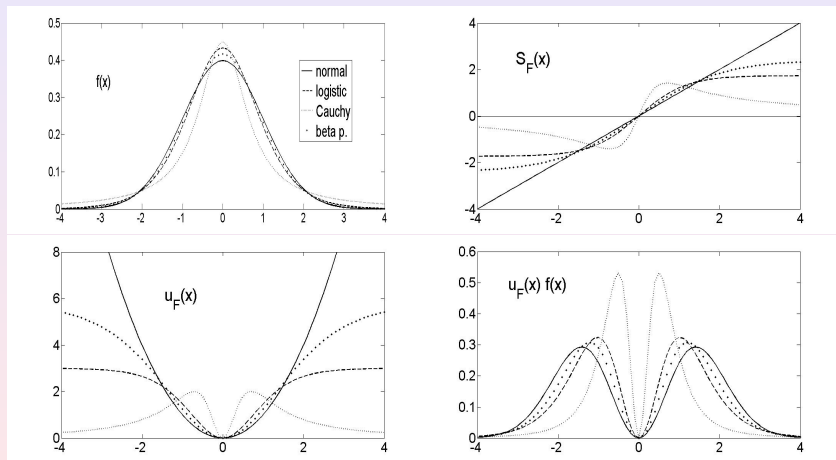 0.5
0.4
0.3
0.2
0.1
0
f(x)
normal
logistic
Cauchy
beta p.
-4 -3 -2 -1 0 1 2 3 4
4
2
0
-2
-4
S_F(x)
-4 -2 0 2 4
8
6
4
2
0
u_F(x)
-4 -2 0 2 4
0.6
0.5
0.4
0.3
0.2
0.1
0
u_F(x) f(x)
-4 -2 0 2 4